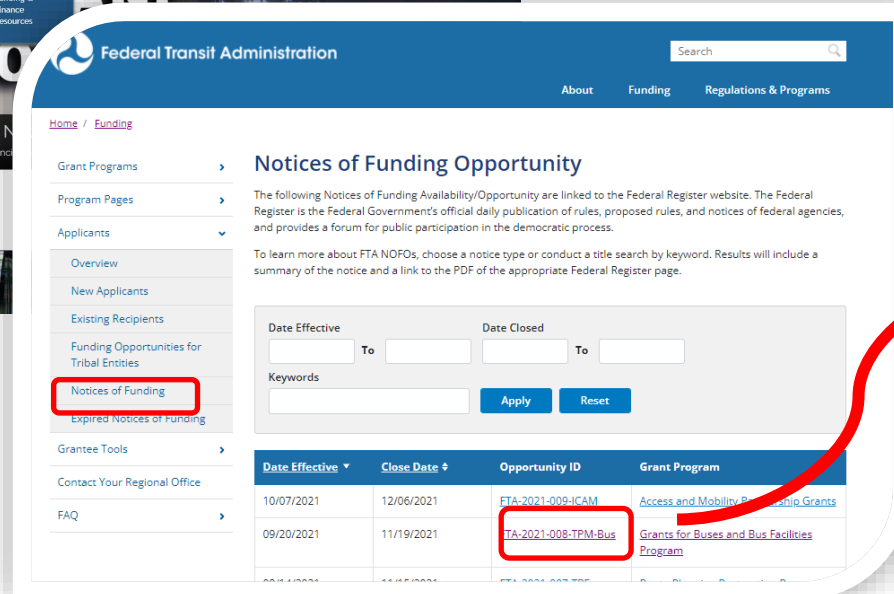 Finance
Resources
Federal Transit Administration
Search
About Funding Regulations & Programs
Home / Funding
Grant Programs
Program Pages
Applicants
Overview
New Applicants
Existing Recipients
Funding Opportunities for
Tribal Entities
Notices of Funding
Expired Notices of Funding
Grantee Tools
Contact Your Regional Office
FAQ
Notices of Funding Opportunity
The following Notices of Funding Availability/Opportunity are linked to the Federal Register website. The Federal
Register is the Federal Government's official daily publication of rules, proposed rules, and notices of federal agencies,
and provides a forum for public participation in the democratic process.
To learn more about FTA NOFOs, choose a notice type or conduct a title search by keyword. Results will include a
summary of the notice and a link to the PDF of the appropriate Federal Register page.
Date Effective Date Closed
To To
Keywords
Apply Reset
Date Effective Close Date Opportunity ID Grant Program
10/07/2021 12/06/2021 FTA-2021-009-ICAM Access and Mobility Partnership Grants
09/20/2021 11/19/2021 FTA-2021-008-TPM-Bus Grants for Buses and Bus Facilities
Program